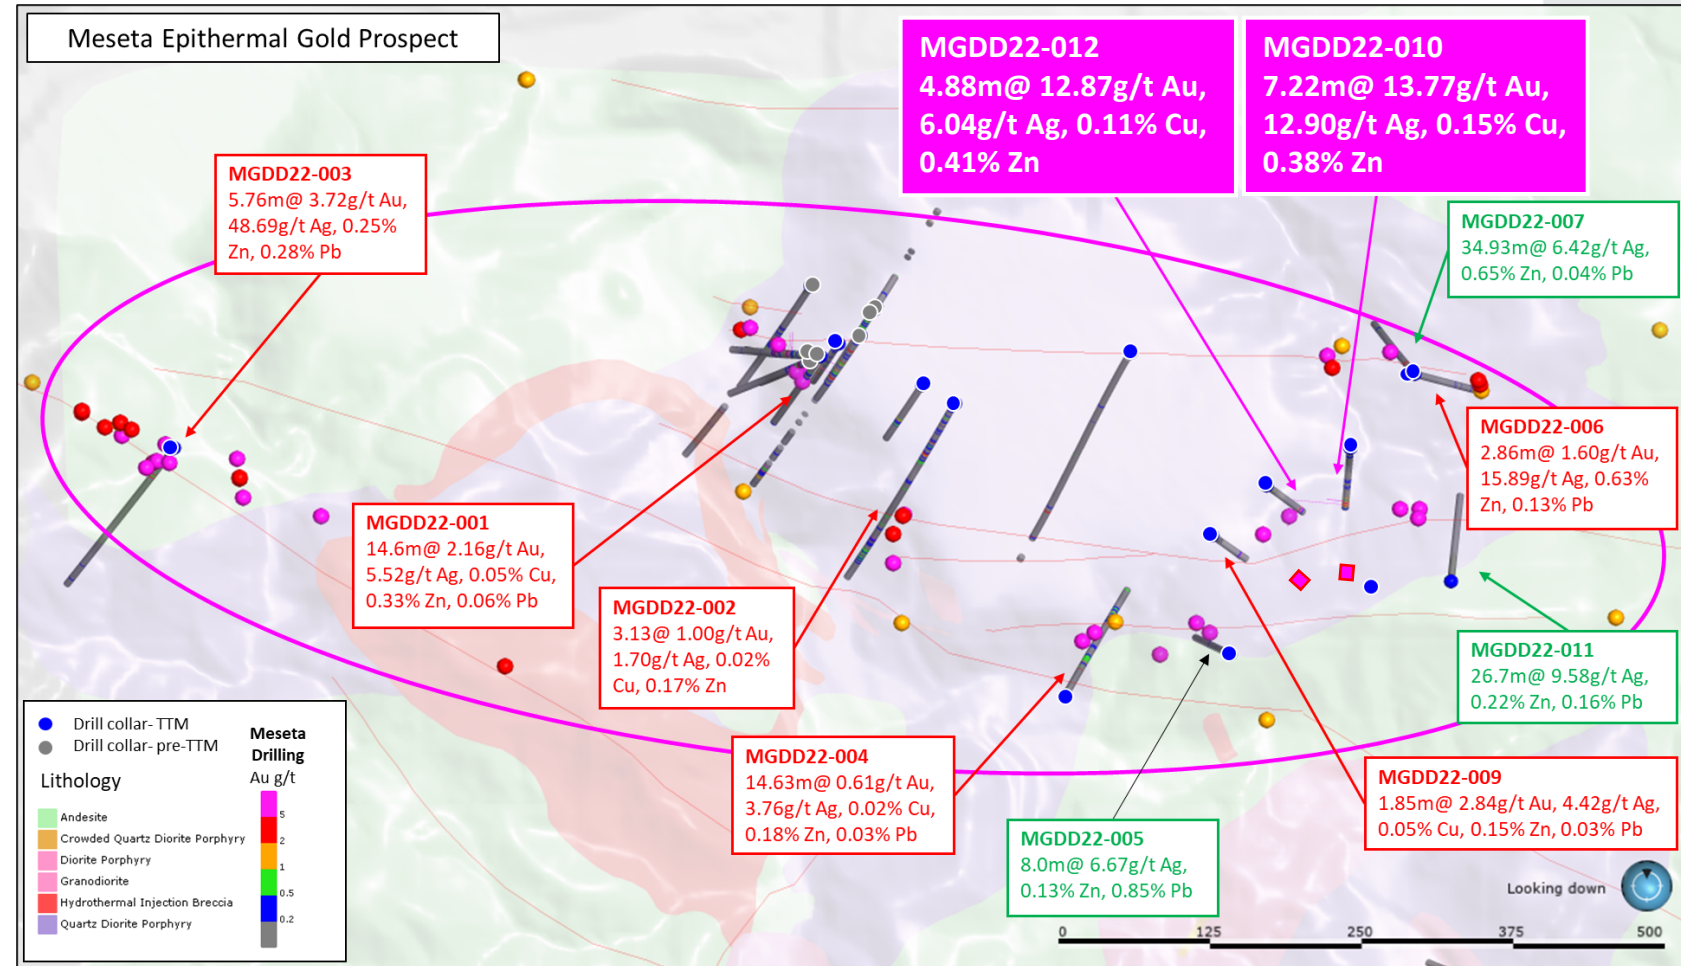 Meseta Epithermal Gold Prospect
MGDD22-012
4.88m@ 12.87g/t Au,
6.04g/t Ag, 0.11% Cu,
0.41% Zn
MGDD22-010
7.22m@ 13.77g/t Au,
12.90g/t Ag, 0.15% Cu,
0.38% Zn
MGDD22-003
5.76m@ 3.72g/t Au,
48.69g/t Ag, 0.25%
Zn, 0.28% Pb
MGDD22-007
34.93m@ 6.42g/t Ag,
0.65% Zn, 0.04% Pb
MGDD22-006
2.86m@ 1.60g/t Au,
15.89g/t Ag, 0.63%
Zn, 0.13% Pb
MGDD22-001
14.6m@ 2.16g/t Au,
5.52g/t Ag, 0.05% Cu,
0.33% Zn, 0.06% Pb
MGDD22-002
3.13@ 1.00g/t Au,
1.70g/t Ag, 0.02%
Cu, 0.17% Zn
MGDD22-011
26.7m@ 9.58g/t Ag,
0.22% Zn, 0.16% Pb
MGDD22-004
14.63m@ 0.61g/t Au,
3.76g/t Ag, 0.02% Cu,
0.18% Zn, 0.03% Pb
MGDD22-009
1.85m@ 2.84g/t Au, 4.42g/t Ag,
0.05% Cu, 0.15% Zn, 0.03% Pb
MGDD22-005
8.0m@ 6.67g/t Ag,
0.13% Zn, 0.85% Pb
Drill collar- TTM
Drill collar- pre-TTM
Lithology
Andesite
Crowded Quartz Diorite Porphyry
Diorite Porphyry
Granodiorite
Hydrothermal Injection Breccia
Quartz Diorite Porphyry
Meseta
Drilling
Au g/t
5
2
1
0.5
0.2
Looking down
0 125 250 375 500